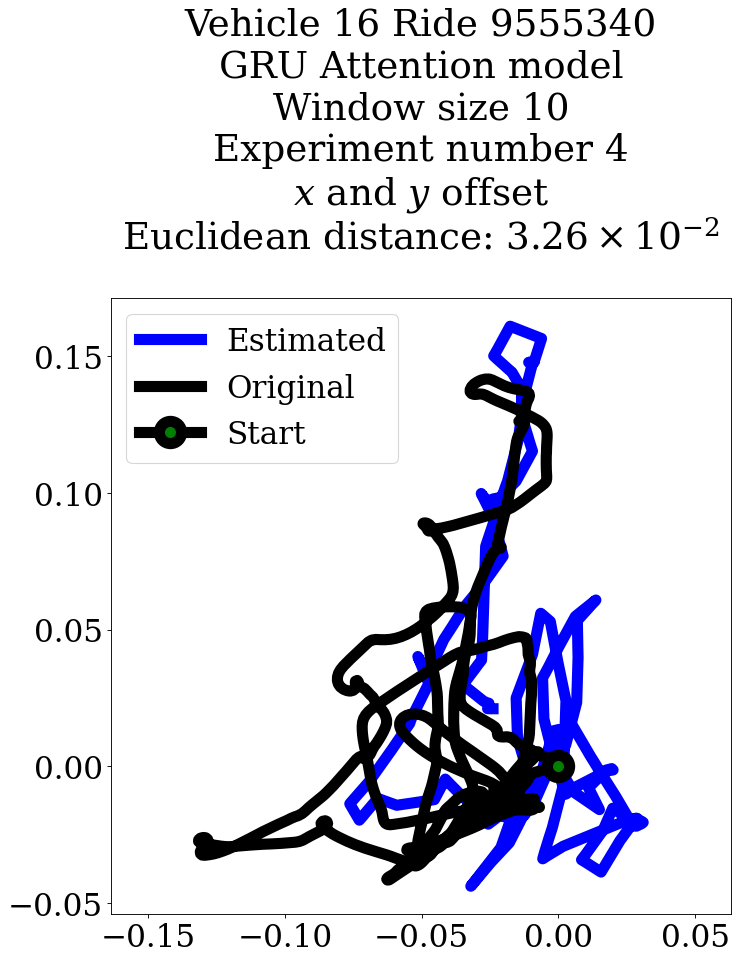 Vehicle 16 Ride 9555340
GRU Attention model
Window size 10
Experiment number 4
x and y offset
Euclidean distance: 3.26 × 10⁻²
Estimated
Original
Start
0.15
0.10
0.05
0.00
−0.05
−0.15 −0.10 −0.05 0.00 0.05